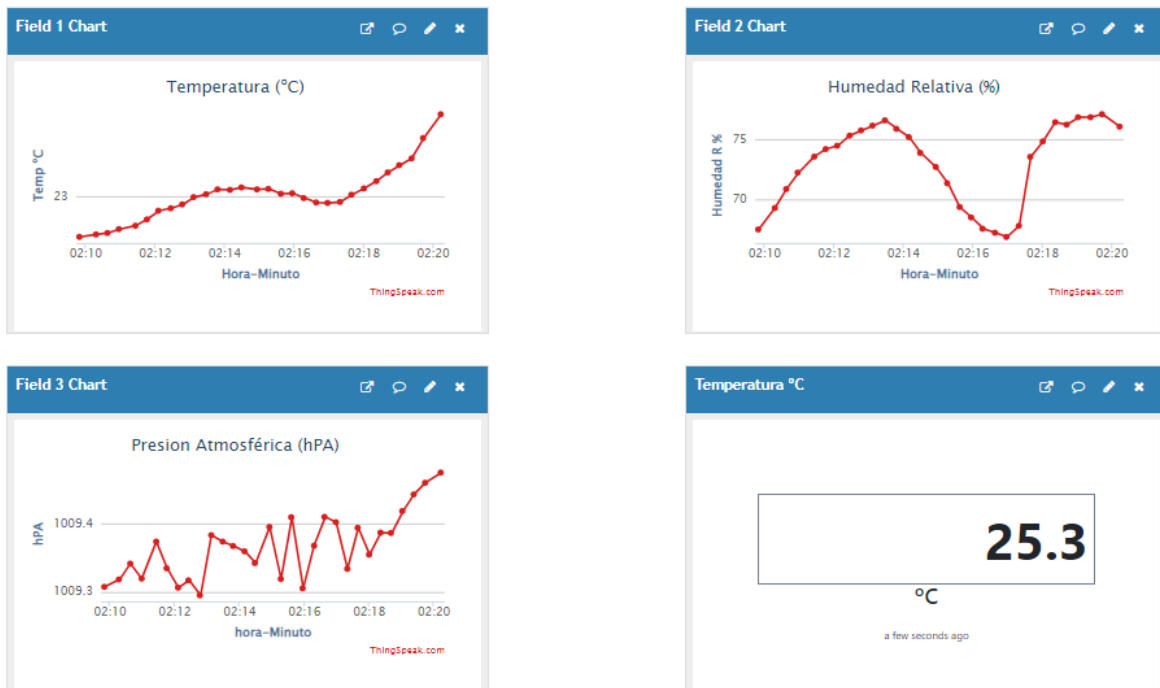 Field 1 Chart
Temperatura (°C)
Temp °C
23
02:10 02:12 02:14 02:16 02:18 02:20
Hora-Minuto
ThingSpeak.com
Field 2 Chart
Humedad Relativa (%)
Humedad R %
75
70
02:10 02:12 02:14 02:16 02:18 02:20
Hora-Minuto
ThingSpeak.com
Field 3 Chart
Presion Atmosférica (hPA)
hPA
1009.4
1009.3
02:10 02:12 02:14 02:16 02:18 02:20
hora-Minuto
ThingSpeak.com
Temperatura °C
25.3
°C
a few seconds ago